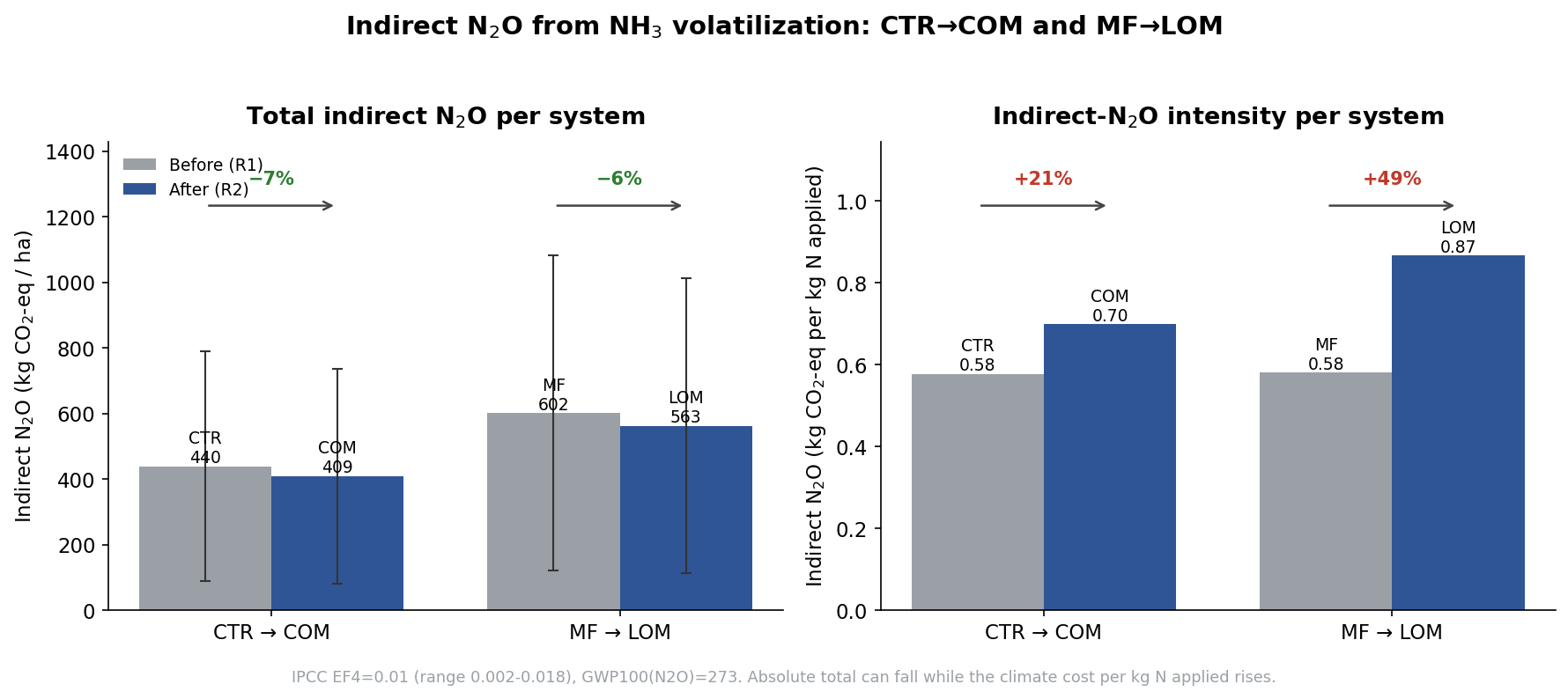 Indirect N₂O from NH₃ volatilization: CTR→COM and MF→LOM
Total indirect N₂O per system
Indirect N₂O (kg CO₂-eq / ha)
1400
1200
1000
800
600
400
200
0
Before (R1)
After (R2)
−7%
−6%
CTR
440
COM
409
MF
602
LOM
563
CTR → COM
MF → LOM
Indirect-N₂O intensity per system
Indirect N₂O (kg CO₂-eq per kg N applied)
1.0
0.8
0.6
0.4
0.2
0.0
+21%
+49%
CTR
0.58
COM
0.70
MF
0.58
LOM
0.87
CTR → COM
MF → LOM
IPCC EF4=0.01 (range 0.002-0.018), GWP100(N2O)=273. Absolute total can fall while the climate cost per kg N applied rises.